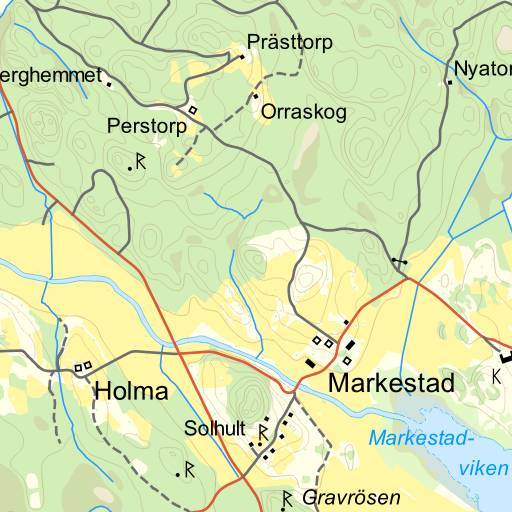 Prästtorp
erghemmet
Nyator
Orraskog
Perstorp
R
Markestad
K
Holma
Solhult
R
Markestad-
viken
R
Gravrösen
R